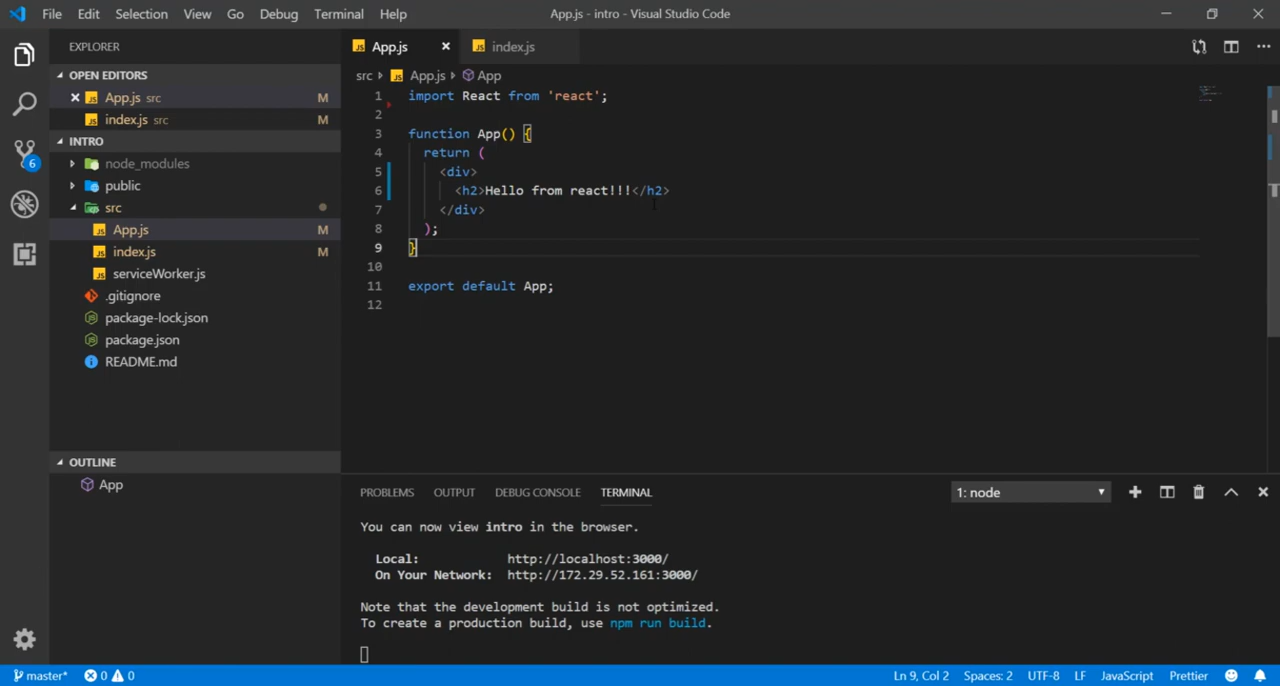 File Edit Selection View Go Debug Terminal Help App.js - intro - Visual Studio Code
EXPLORER
OPEN EDITORS
App.js src M
index.js src M
INTRO
node_modules
public
src
App.js M
index.js M
serviceWorker.js
.gitignore
package-lock.json
package.json
README.md
OUTLINE
App
App.js index.js
src App.js App
1 import React from 'react';
2
3 function App() {
4 return (
5 <div>
6 <h2>Hello from react!!!</h2>
7 </div>
8 );
9 }
10
11 export default App;
12
PROBLEMS OUTPUT DEBUG CONSOLE TERMINAL 1: node
You can now view intro in the browser.
Local: http://localhost:3000/
On Your Network: http://172.29.52.161:3000/
Note that the development build is not optimized.
To create a production build, use npm run build.
6
master* 0 0 Ln 9, Col 2 Spaces: 2 UTF-8 LF JavaScript Prettier